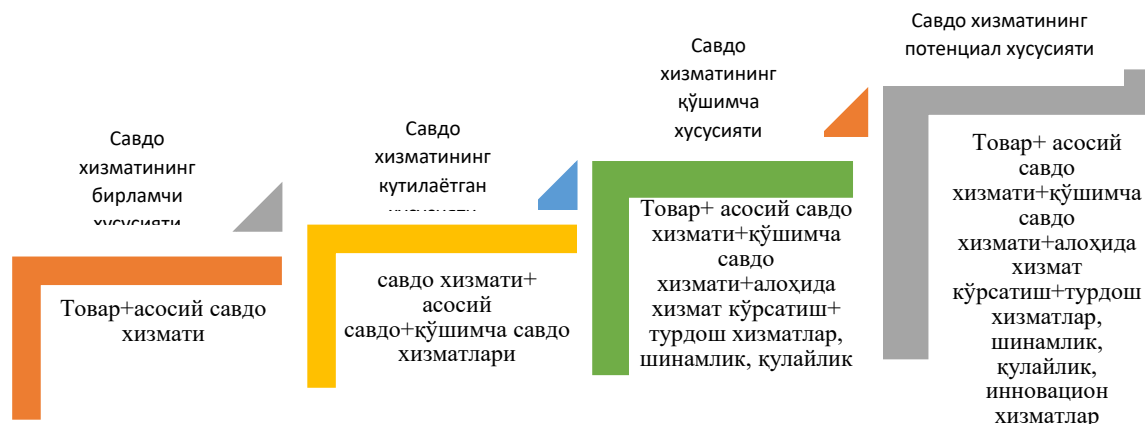 Савдо
хизматининг
бирламчи
хусусияти
Товар+асосий савдо
хизмати
Савдо
хизматининг
кутилаётган
савдо хизмати+
асосий
савдо+қўшимча савдо
хизматлари
Савдо
хизматининг
қўшимча
хусусияти
Товар+ асосий савдо
хизмати+қўшимча
савдо
хизмати+алоҳида
хизмат кўрсатиш+
турдош хизматлар,
шинамлик, қулайлик
Савдо хизматининг
потенциал хусусияти
Товар+ асосий
савдо
хизмати+қўшимча
савдо
хизмати+алоҳида
хизмат
кўрсатиш+турдош
хизматлар,
шинамлик,
қулайлик,
инновацион
хизматлар